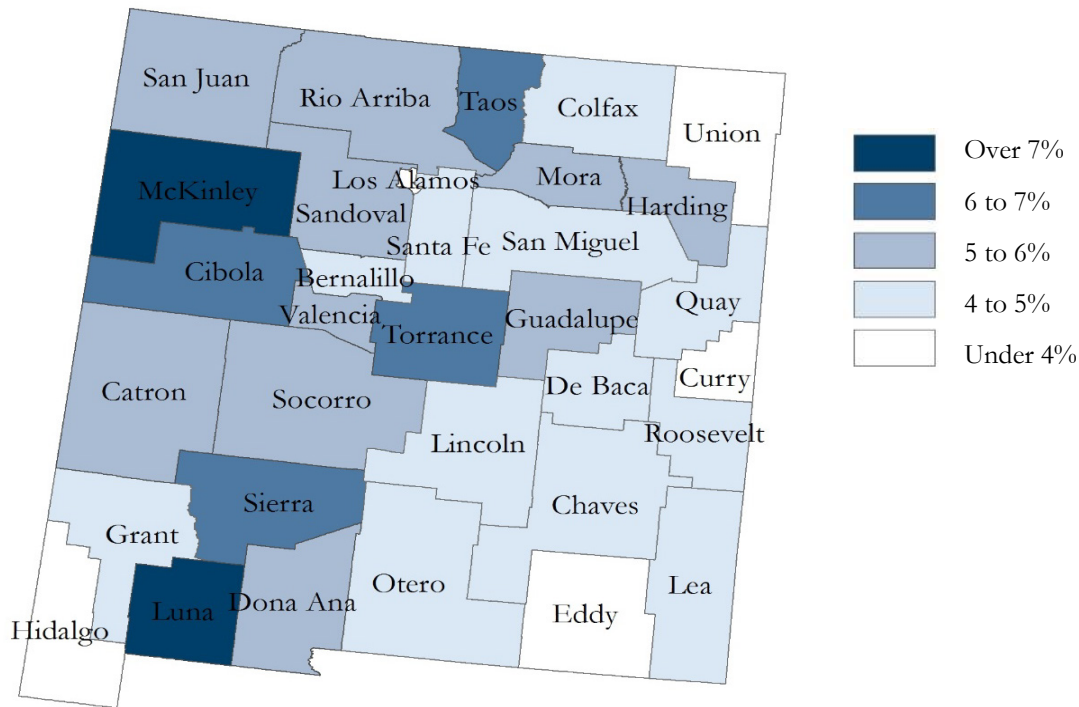 San Juan
Rio Arriba
Taos
Colfax
Union
McKinley
Los Alamos
Mora
Sandoval
Harding
Santa Fe
San Miguel
Cibola
Bernalillo
Quay
Valencia
Torrance
Guadalupe
Curry
De Baca
Catron
Socorro
Lincoln
Roosevelt
Sierra
Chaves
Grant
Otero
Lea
Luna
Dona Ana
Eddy
Hidalgo
Over 7%
6 to 7%
5 to 6%
4 to 5%
Under 4%